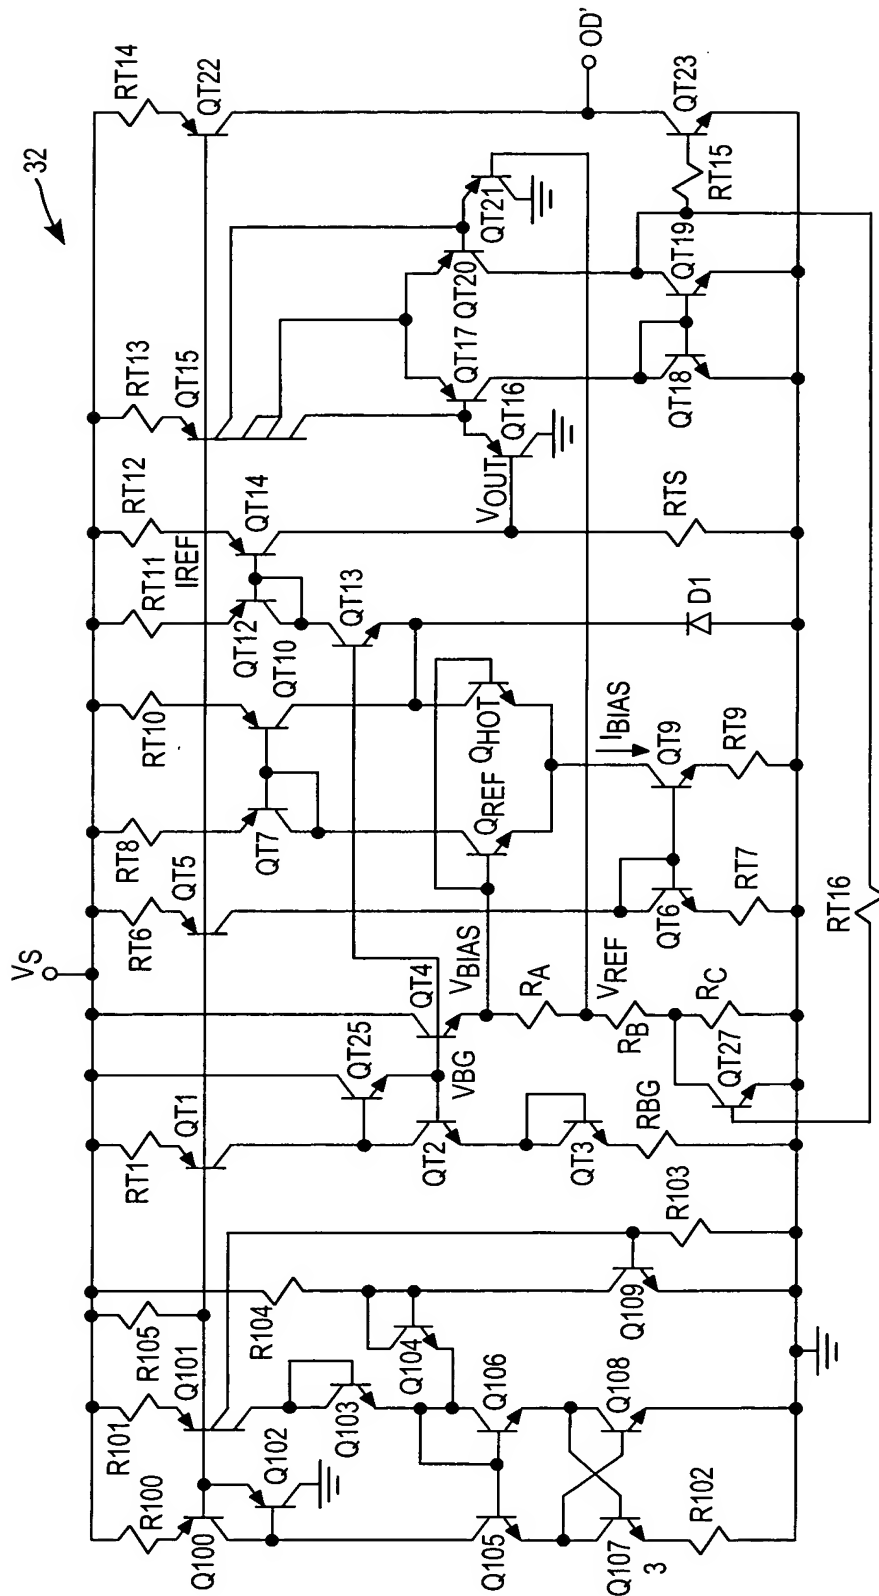 32
VS
R100
R101
R105
Q101
Q100
Q102
Q103
R104
Q104
Q105
Q106
Q107
3
Q108
R102
Q109
R103
RT1
QT1
QT25
QT2
VBG
QT3
RBG
QT4
VBIAS
RA
VREF
RB
RC
QT27
RT6
QT5
RT8
QT7
RT10
QT10
QREF
QHOT
IBIAS
QT6
RT7
QT9
RT9
RT16
RT11
IREF
RT12
QT12
QT14
QT13
D1
RTS
VOUT
RT13
QT15
QT16
QT17
QT20
QT21
QT18
QT19
RT15
RT14
QT22
OD'
QT23